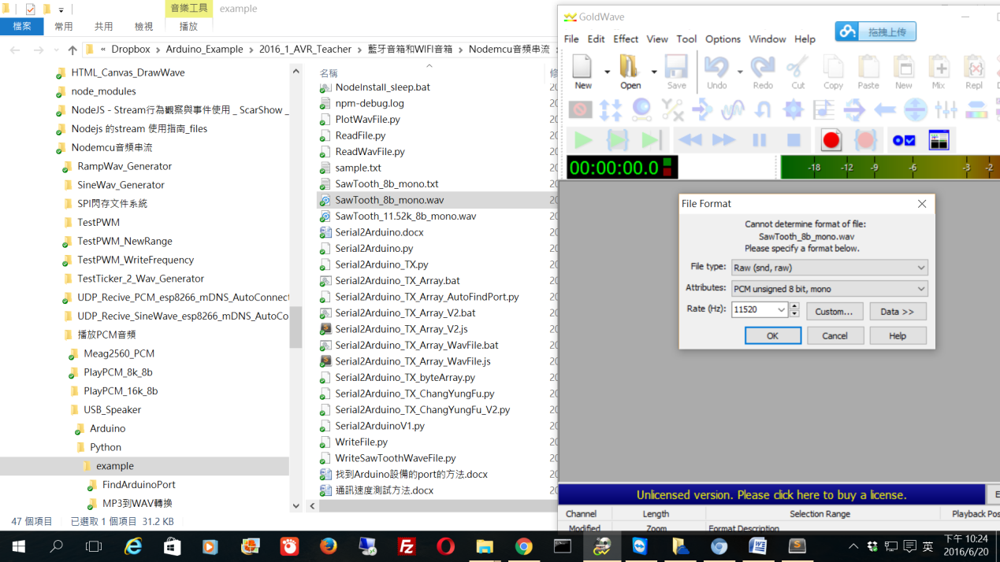 音樂工具
example
檔案
常用
共用
檢視
播放
« Dropbox › Arduino_Example › 2016_1_AVR_Teacher › 藍牙音箱和WIFI音箱 › Nodemcu音頻串流
HTML_Canvas_DrawWave
node_modules
NodeJS - Stream行為觀察與事件使用 _ ScarShow _
Nodejs 的stream 使用指南_files
Nodemcu音頻串流
RampWav_Generator
SineWav_Generator
SPI閃存文件系統
TestPWM
TestPWM_NewRange
TestPWM_WriteFrequency
TestTicker_2_Wav_Generator
UDP_Recive_PCM_esp8266_mDNS_AutoConnect
UDP_Recive_SineWave_esp8266_mDNS_AutoCo
播放PCM音頻
Meag2560_PCM
PlayPCM_8k_8b
PlayPCM_16k_8b
USB_Speaker
Arduino
Python
example
FindArduinoPort
MP3到WAV轉換
名稱
修
NodeInstall_sleep.bat
npm-debug.log
PlotWavFile.py
ReadFile.py
ReadWavFile.py
sample.txt
SawTooth_8b_mono.txt
SawTooth_8b_mono.wav
SawTooth_11.52k_8b_mono.wav
Serial2Arduino.docx
Serial2Arduino.py
Serial2Arduino_TX.py
Serial2Arduino_TX_Array.bat
Serial2Arduino_TX_Array_AutoFindPort.py
Serial2Arduino_TX_Array_V2.bat
Serial2Arduino_TX_Array_V2.js
Serial2Arduino_TX_Array_WavFile.bat
Serial2Arduino_TX_Array_WavFile.js
Serial2Arduino_TX_byteArray.py
Serial2Arduino_TX_ChangYungFu.py
Serial2Arduino_TX_ChangYungFu_V2.py
Serial2ArduinoV1.py
WriteFile.py
WriteSawToothWaveFile.py
找到Arduino設備的port的方法.docx
通訊速度測試方法.docx
47 個項目
已選取 1 個項目 31.2 KB
GoldWave
File Edit Effect View Tool Options Window Help
拖拽上传
New Open Save Undo Redo Cut Copy Paste New Mix Repl
00:00:00.0
-18 -12 -9 -6 -3 -2
File Format
Cannot determine format of file:
SawTooth_8b_mono.wav
Please specify a format below.
File type: Raw (snd, raw)
Attributes: PCM unsigned 8 bit, mono
Rate (Hz): 11520 Custom... Data >>
OK Cancel Help
Unlicensed version. Please click here to buy a license.
Channel Length Selection Range Playback Pos
Modified Zoom Format Description
英
下午 10:24
2016/6/20